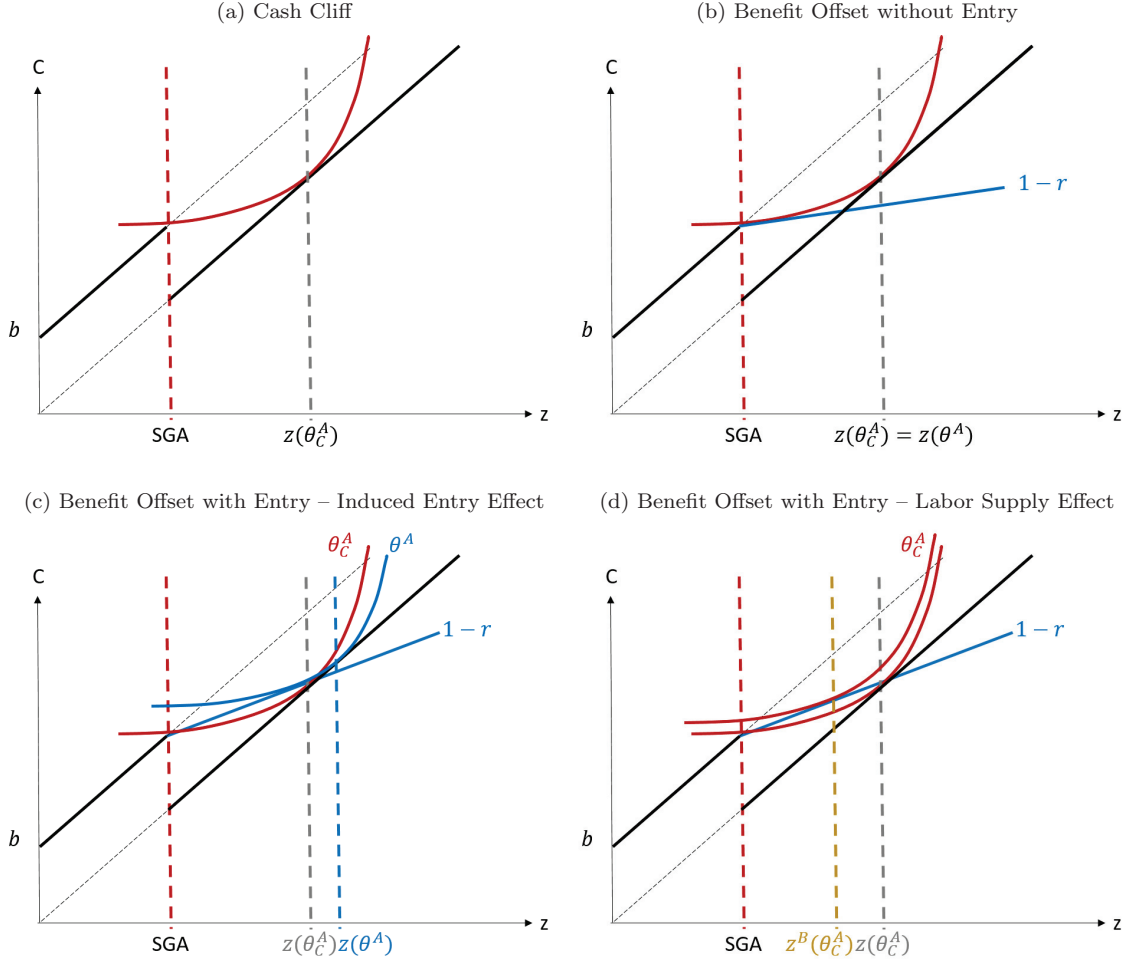 (a) Cash Cliff
C
b
z
SGA
z(θ_C^A)
(b) Benefit Offset without Entry
C
1 − r
b
z
SGA
z(θ_C^A) = z(θ^A)
(c) Benefit Offset with Entry – Induced Entry Effect
θ_C^A
θ^A
C
1 − r
b
z
SGA
z(θ_C^A)
z(θ^A)
(d) Benefit Offset with Entry – Labor Supply Effect
θ_C^A
C
1 − r
b
z
SGA
z^B(θ_C^A)
z(θ_C^A)